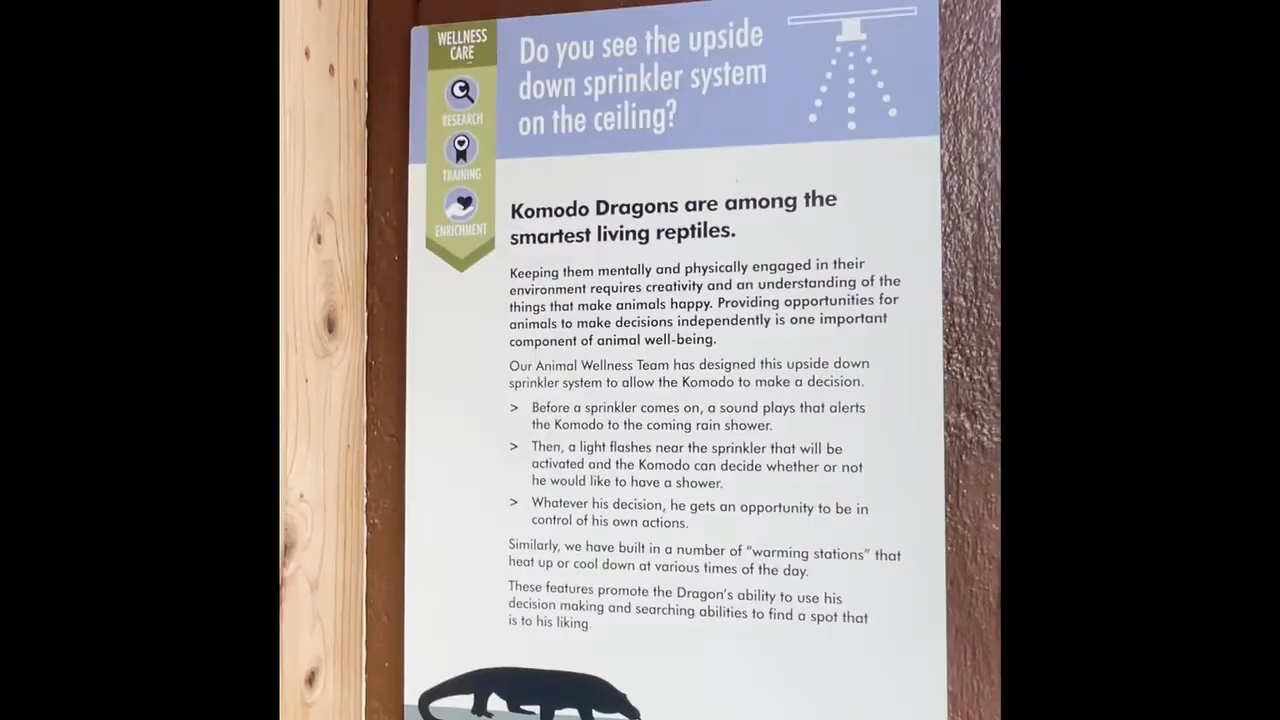 WELLNESS
CARE
RESEARCH
TRAINING
ENRICHMENT
Do you see the upside
down sprinkler system
on the ceiling?
Komodo Dragons are among the
smartest living reptiles.
Keeping them mentally and physically engaged in their
environment requires creativity and an understanding of the
things that make animals happy. Providing opportunities for
animals to make decisions independently is one important
component of animal well-being.
Our Animal Wellness Team has designed this upside down
sprinkler system to allow the Komodo to make a decision.
> Before a sprinkler comes on, a sound plays that alerts
the Komodo to the coming rain shower.
> Then, a light flashes near the sprinkler that will be
activated and the Komodo can decide whether or not
he would like to have a shower.
> Whatever his decision, he gets an opportunity to be in
control of his own actions.
Similarly, we have built in a number of “warming stations” that
heat up or cool down at various times of the day.
These features promote the Dragon’s ability to use his
decision making and searching abilities to find a spot that
is to his liking.